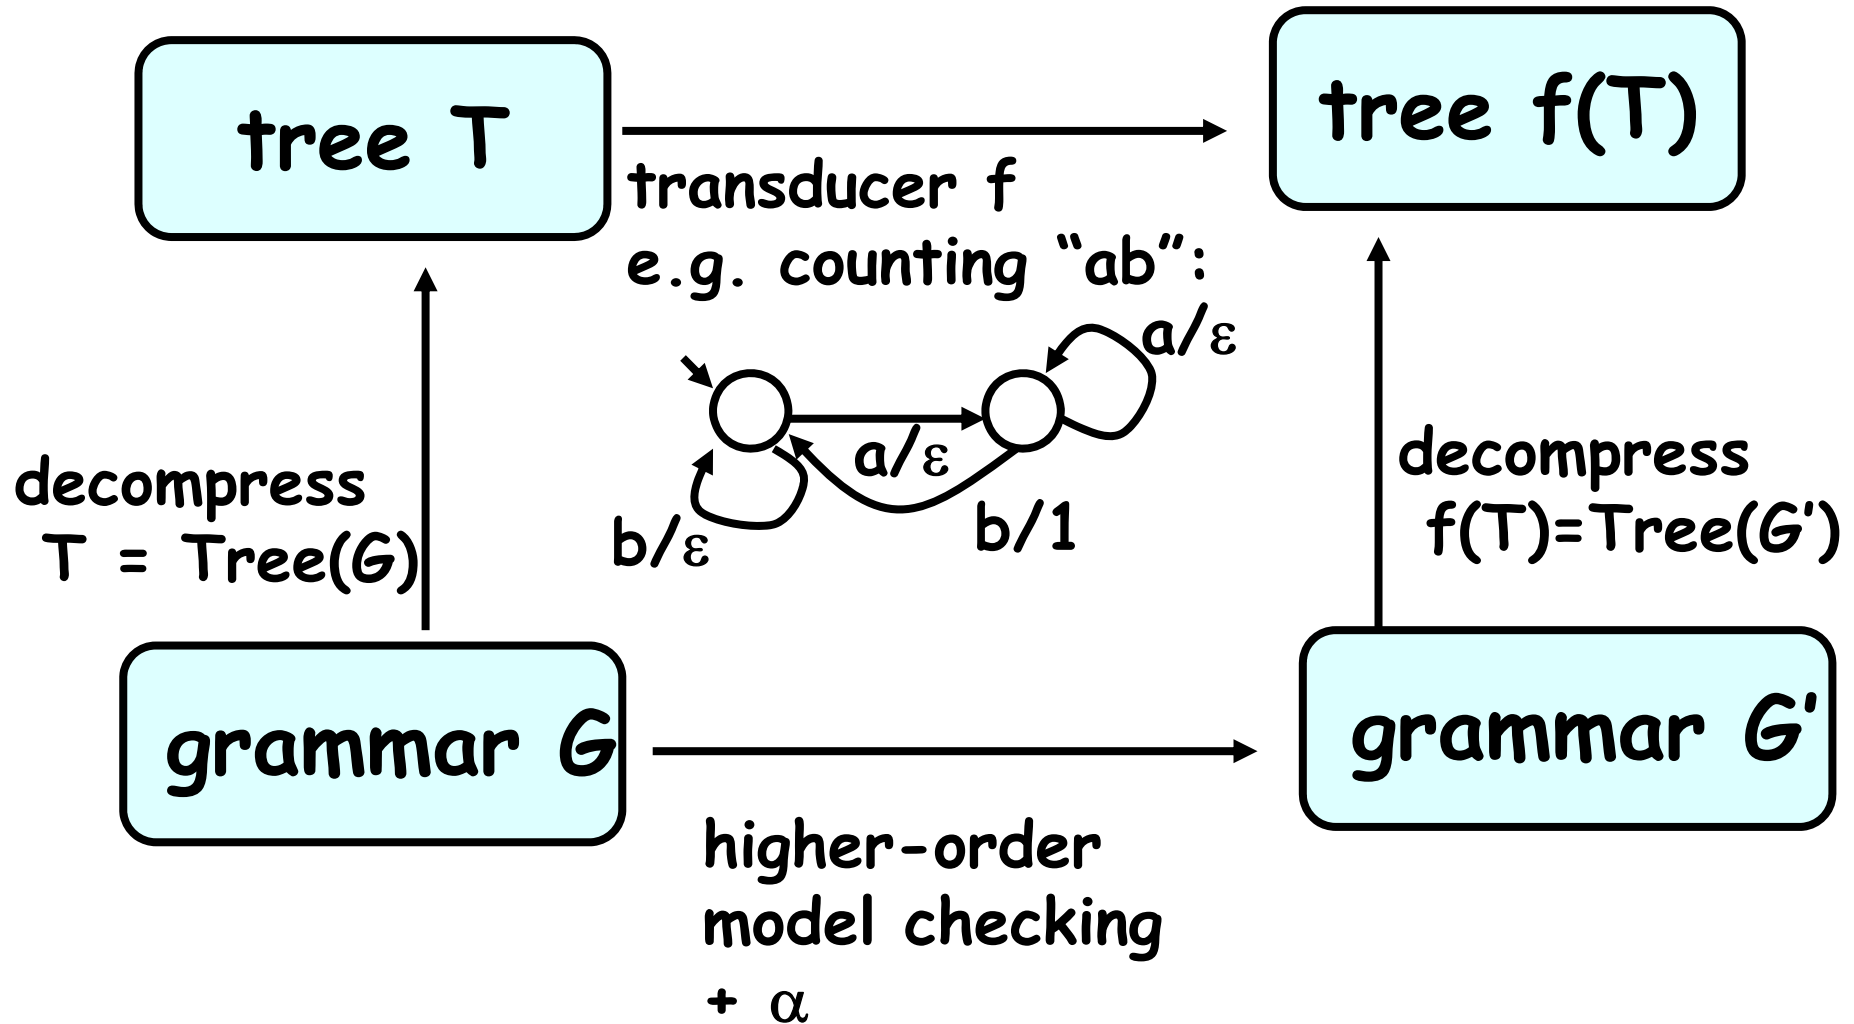 tree T
tree f(T)
transducer f
e.g. counting “ab”:
a/ε
a/ε
b/ε
b/1
decompress
T = Tree(G)
decompress
f(T)=Tree(G’)
grammar G
grammar G’
higher-order
model checking
+ α